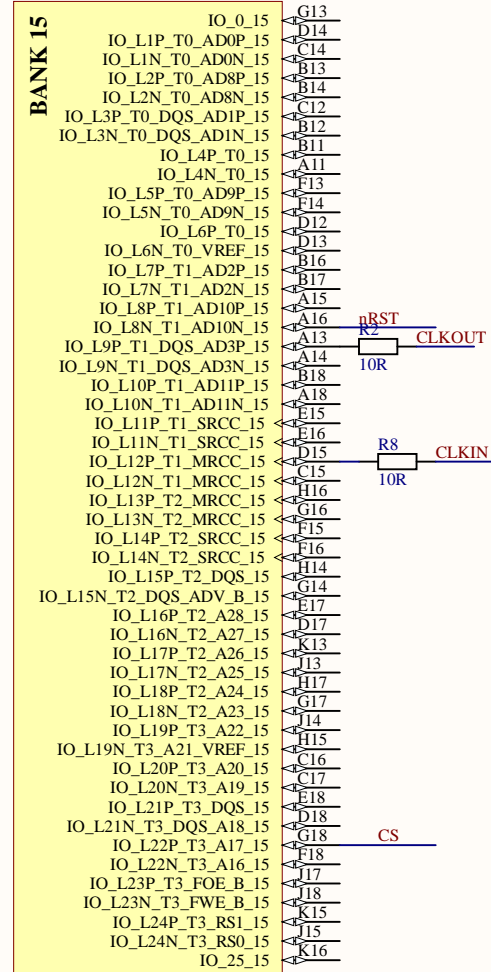 BANK 15
IO_0_15 G13
IO_L1P_T0_AD0P_15 D14
IO_L1N_T0_AD0N_15 C14
IO_L2P_T0_AD8P_15 B13
IO_L2N_T0_AD8N_15 B14
IO_L3P_T0_DQS_AD1P_15 C12
IO_L3N_T0_DQS_AD1N_15 B12
IO_L4P_T0_15 B11
IO_L4N_T0_15 A11
IO_L5P_T0_AD9P_15 F13
IO_L5N_T0_AD9N_15 F14
IO_L6P_T0_15 D12
IO_L6N_T0_VREF_15 D13
IO_L7P_T1_AD2P_15 B16
IO_L7N_T1_AD2N_15 B17
IO_L8P_T1_AD10P_15 A15
IO_L8N_T1_AD10N_15 A16 nRST
IO_L9P_T1_DQS_AD3P_15 A13 R2 CLKOUT
IO_L9N_T1_DQS_AD3N_15 A14 10R
IO_L10P_T1_AD11P_15 B18
IO_L10N_T1_AD11N_15 A18
IO_L11P_T1_SRCC_15 E15
IO_L11N_T1_SRCC_15 E16
IO_L12P_T1_MRCC_15 D15 R8 CLKIN
IO_L12N_T1_MRCC_15 C15 10R
IO_L13P_T2_MRCC_15 H16
IO_L13N_T2_MRCC_15 G16
IO_L14P_T2_SRCC_15 F15
IO_L14N_T2_SRCC_15 F16
IO_L15P_T2_DQS_15 H14
IO_L15N_T2_DQS_ADV_B_15 G14
IO_L16P_T2_A28_15 E17
IO_L16N_T2_A27_15 D17
IO_L17P_T2_A26_15 K13
IO_L17N_T2_A25_15 J13
IO_L18P_T2_A24_15 H17
IO_L18N_T2_A23_15 G17
IO_L19P_T3_A22_15 J14
IO_L19N_T3_A21_VREF_15 H15
IO_L20P_T3_A20_15 C16
IO_L20N_T3_A19_15 C17
IO_L21P_T3_DQS_15 E18
IO_L21N_T3_DQS_A18_15 D18
IO_L22P_T3_A17_15 G18 CS
IO_L22N_T3_A16_15 F18
IO_L23P_T3_FOE_B_15 J17
IO_L23N_T3_FWE_B_15 J18
IO_L24P_T3_RS1_15 K15
IO_L24N_T3_RS0_15 J15
IO_25_15 K16